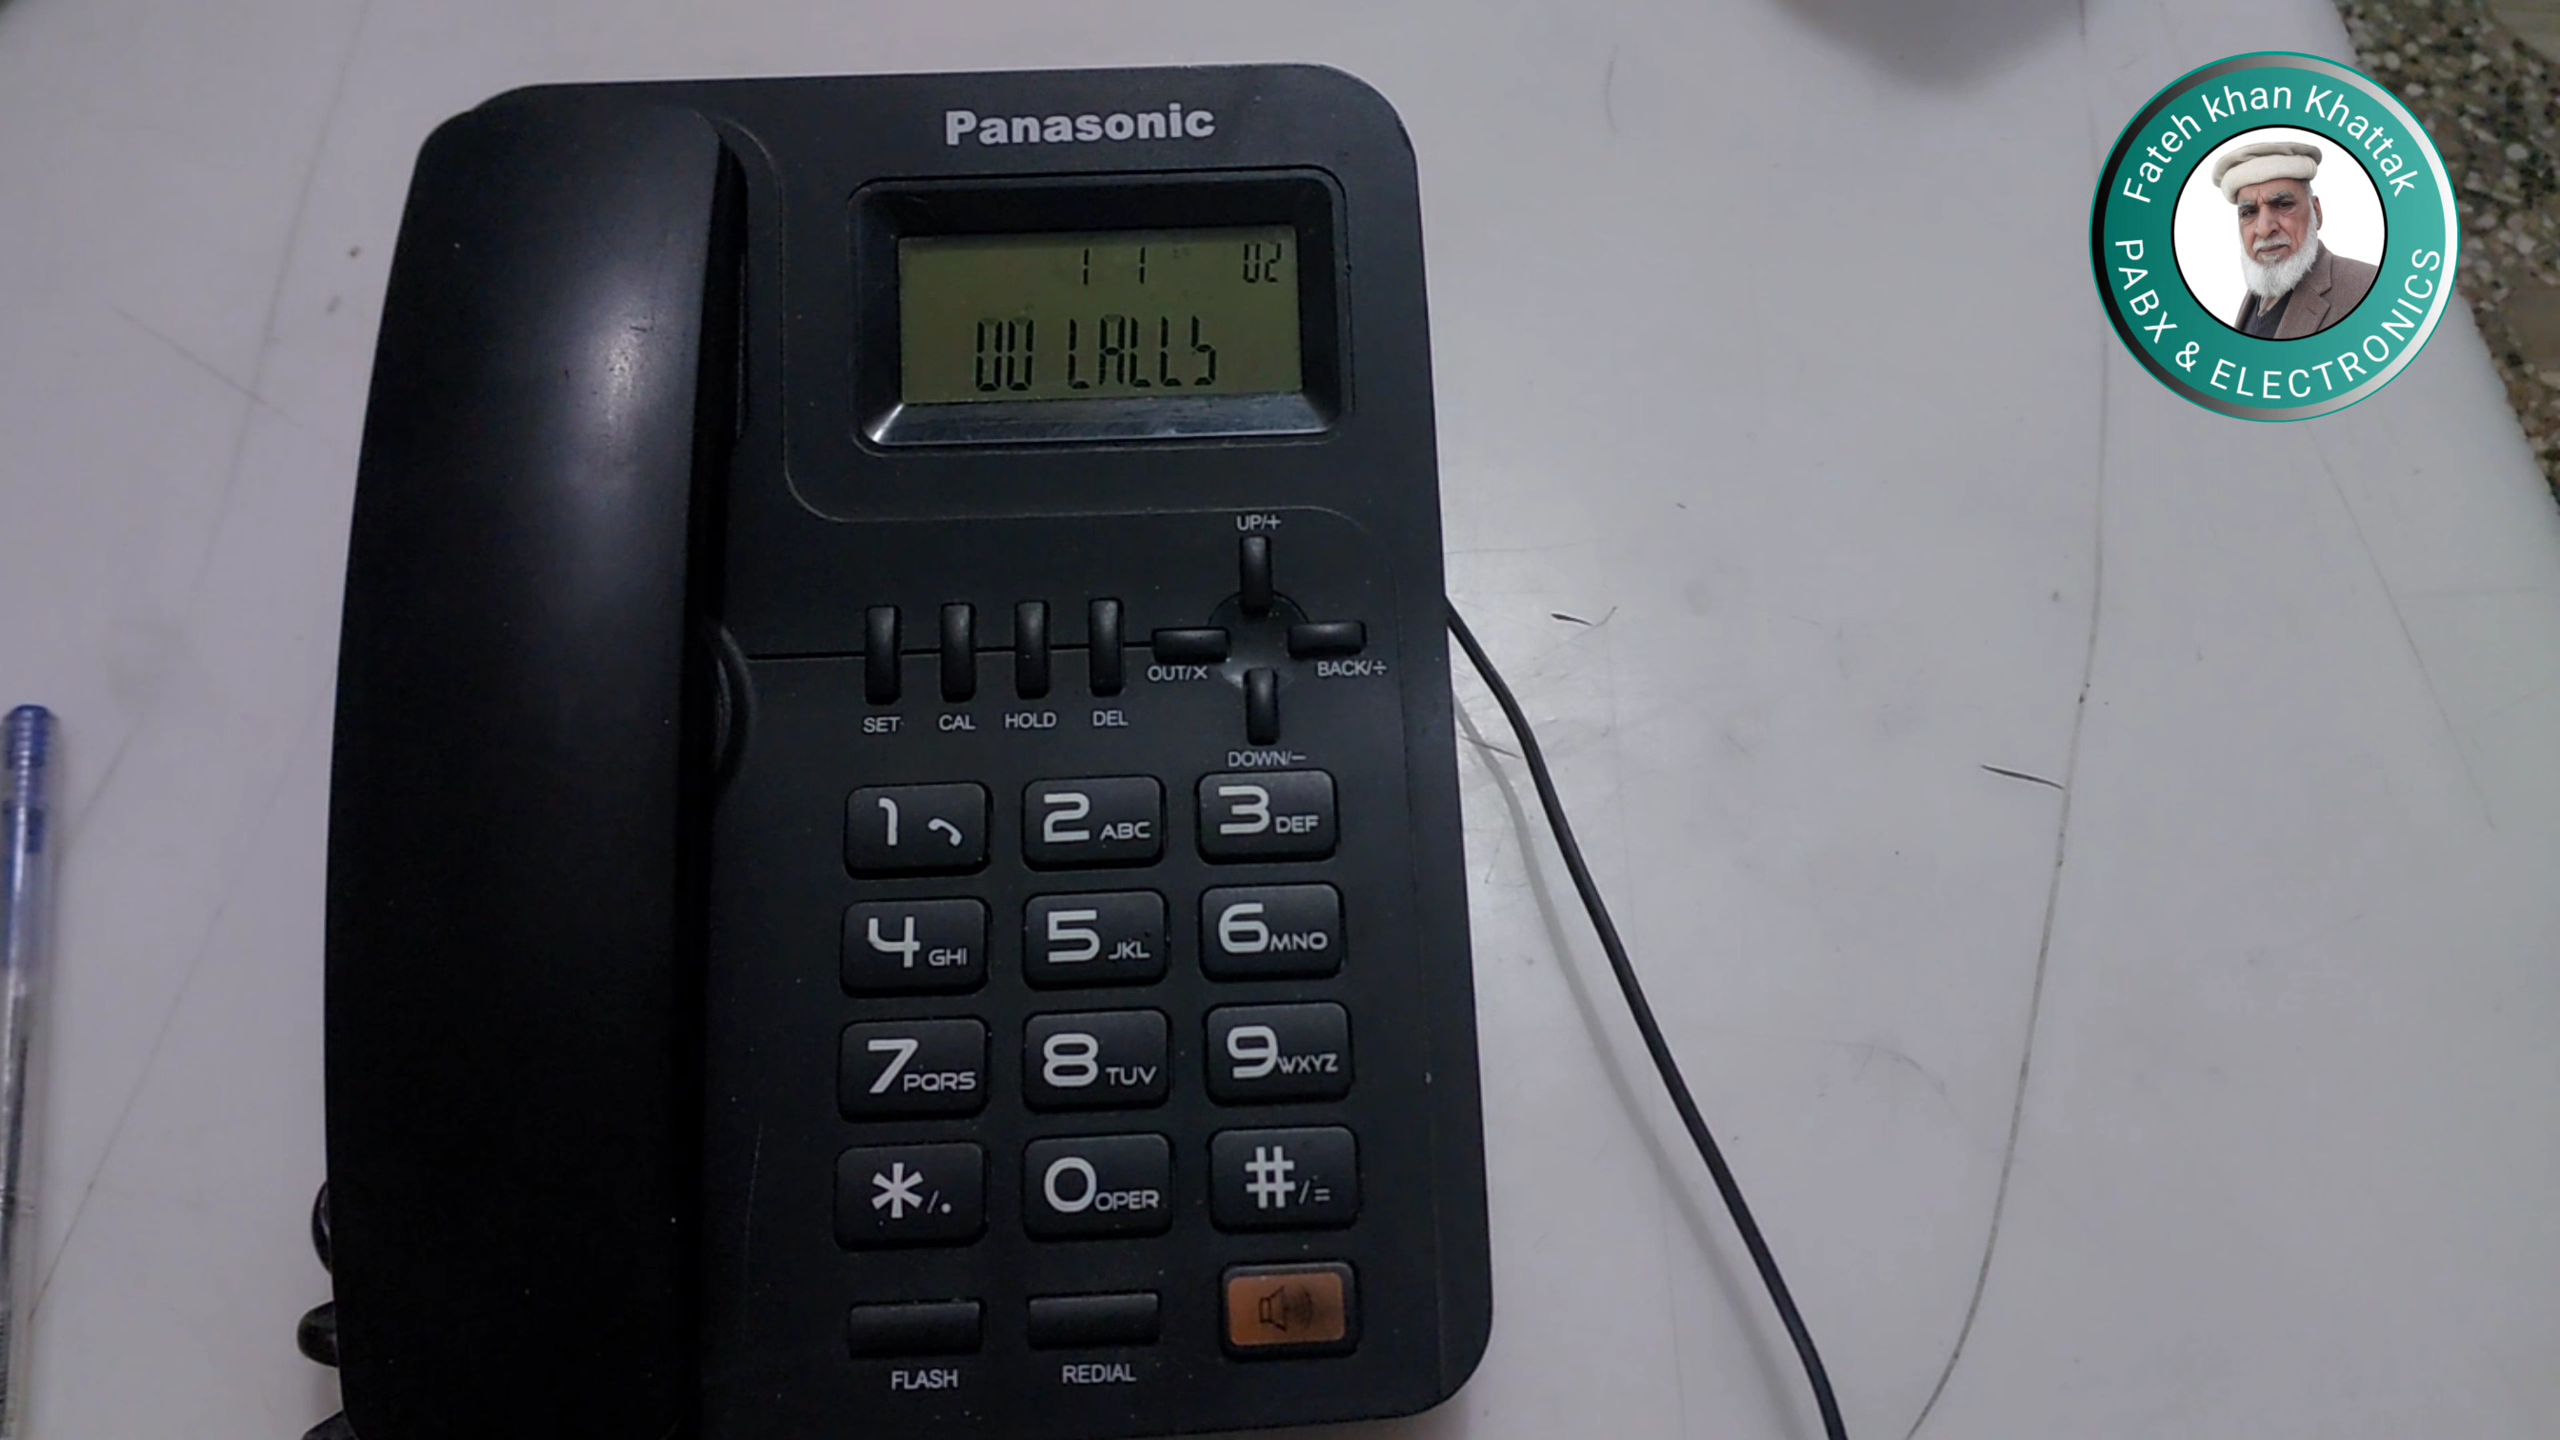 Panasonic
1 1 02
00 CALLS
UP/+
OUT/× BACK/÷
SET CAL HOLD DEL
DOWN/−
1 2 ABC 3 DEF
4 GHI 5 JKL 6 MNO
7 PQRS 8 TUV 9 WXYZ
*/. 0 OPER #/=
FLASH REDIAL
Fateh khan Khattak
PABX & ELECTRONICS